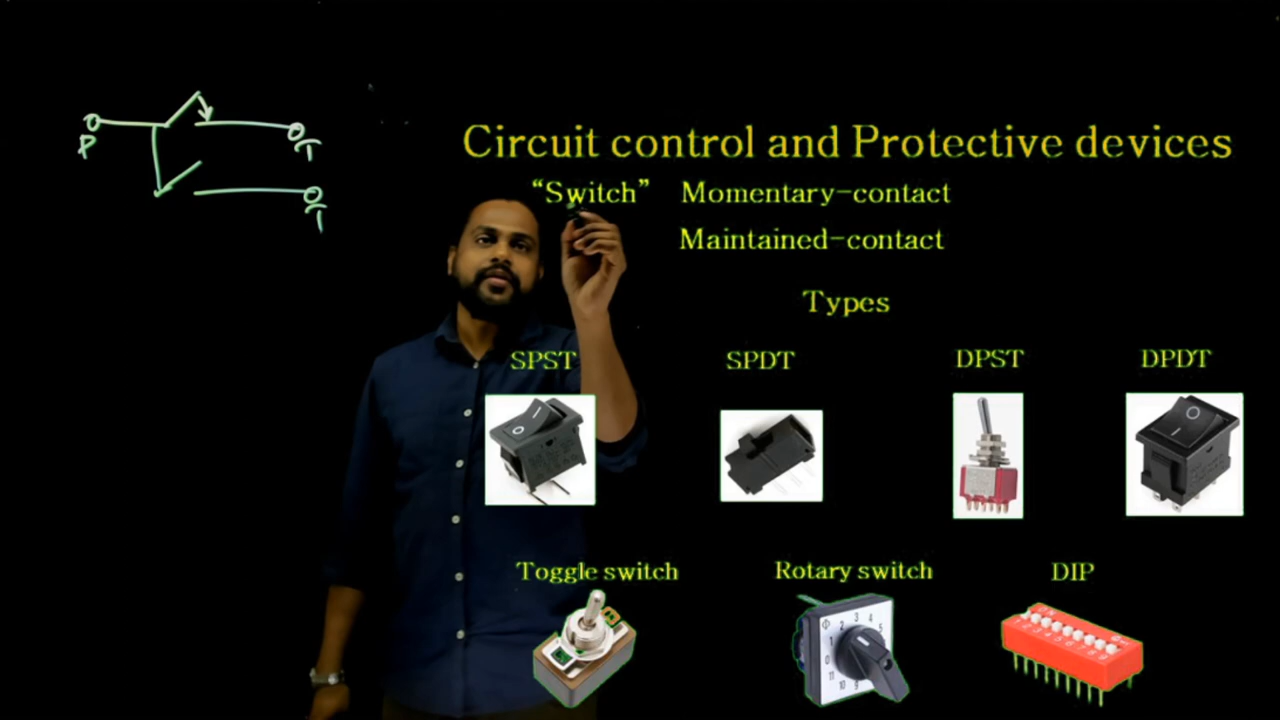 P
T
T
Circuit control and Protective devices
“Switch” Momentary-contact
Maintained-contact
Types
SPST SPDT DPST DPDT
Toggle switch Rotary switch DIP